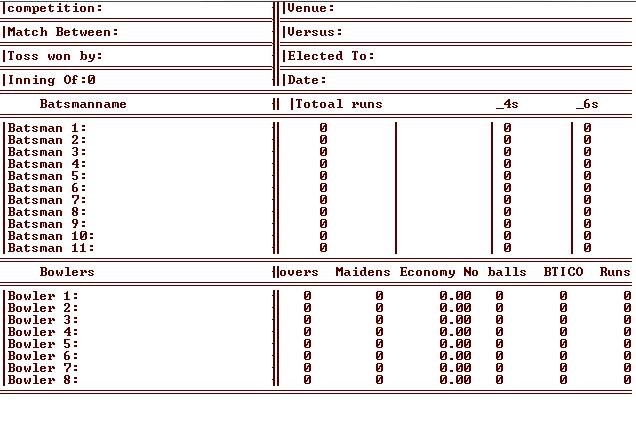 competition: Venue:
Match Between: Versus:
Toss won by: Elected To:
Inning Of:0 Date:
Batsmanname Totoal runs _4s _6s
Batsman 1: 0 0 0
Batsman 2: 0 0 0
Batsman 3: 0 0 0
Batsman 4: 0 0 0
Batsman 5: 0 0 0
Batsman 6: 0 0 0
Batsman 7: 0 0 0
Batsman 8: 0 0 0
Batsman 9: 0 0 0
Batsman 10: 0 0 0
Batsman 11: 0 0 0
Bowlers overs Maidens Economy No balls BTICO Runs
Bowler 1: 0 0 0.00 0 0 0
Bowler 2: 0 0 0.00 0 0 0
Bowler 3: 0 0 0.00 0 0 0
Bowler 4: 0 0 0.00 0 0 0
Bowler 5: 0 0 0.00 0 0 0
Bowler 6: 0 0 0.00 0 0 0
Bowler 7: 0 0 0.00 0 0 0
Bowler 8: 0 0 0.00 0 0 0